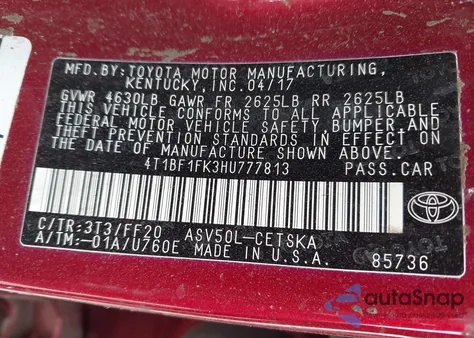 MFD. BY: TOYOTA MOTOR MANUFACTURING,
KENTUCKY, INC. 04/17
GVWR 4630LB GAWR FR 2625LB RR 2625LB
THIS VEHICLE CONFORMS TO ALL APPLICABLE
FEDERAL MOTOR VEHICLE SAFETY, BUMPER, AND
THEFT PREVENTION STANDARDS IN EFFECT ON
THE DATE OF MANUFACTURE SHOWN ABOVE.
4T1BF1FK3HU777813 PASS. CAR
C/TR: 3T3/FF20 ASV50L-CETSKA
A/TM: -01A/U760E MADE IN U.S.A. 85736
autoSnap